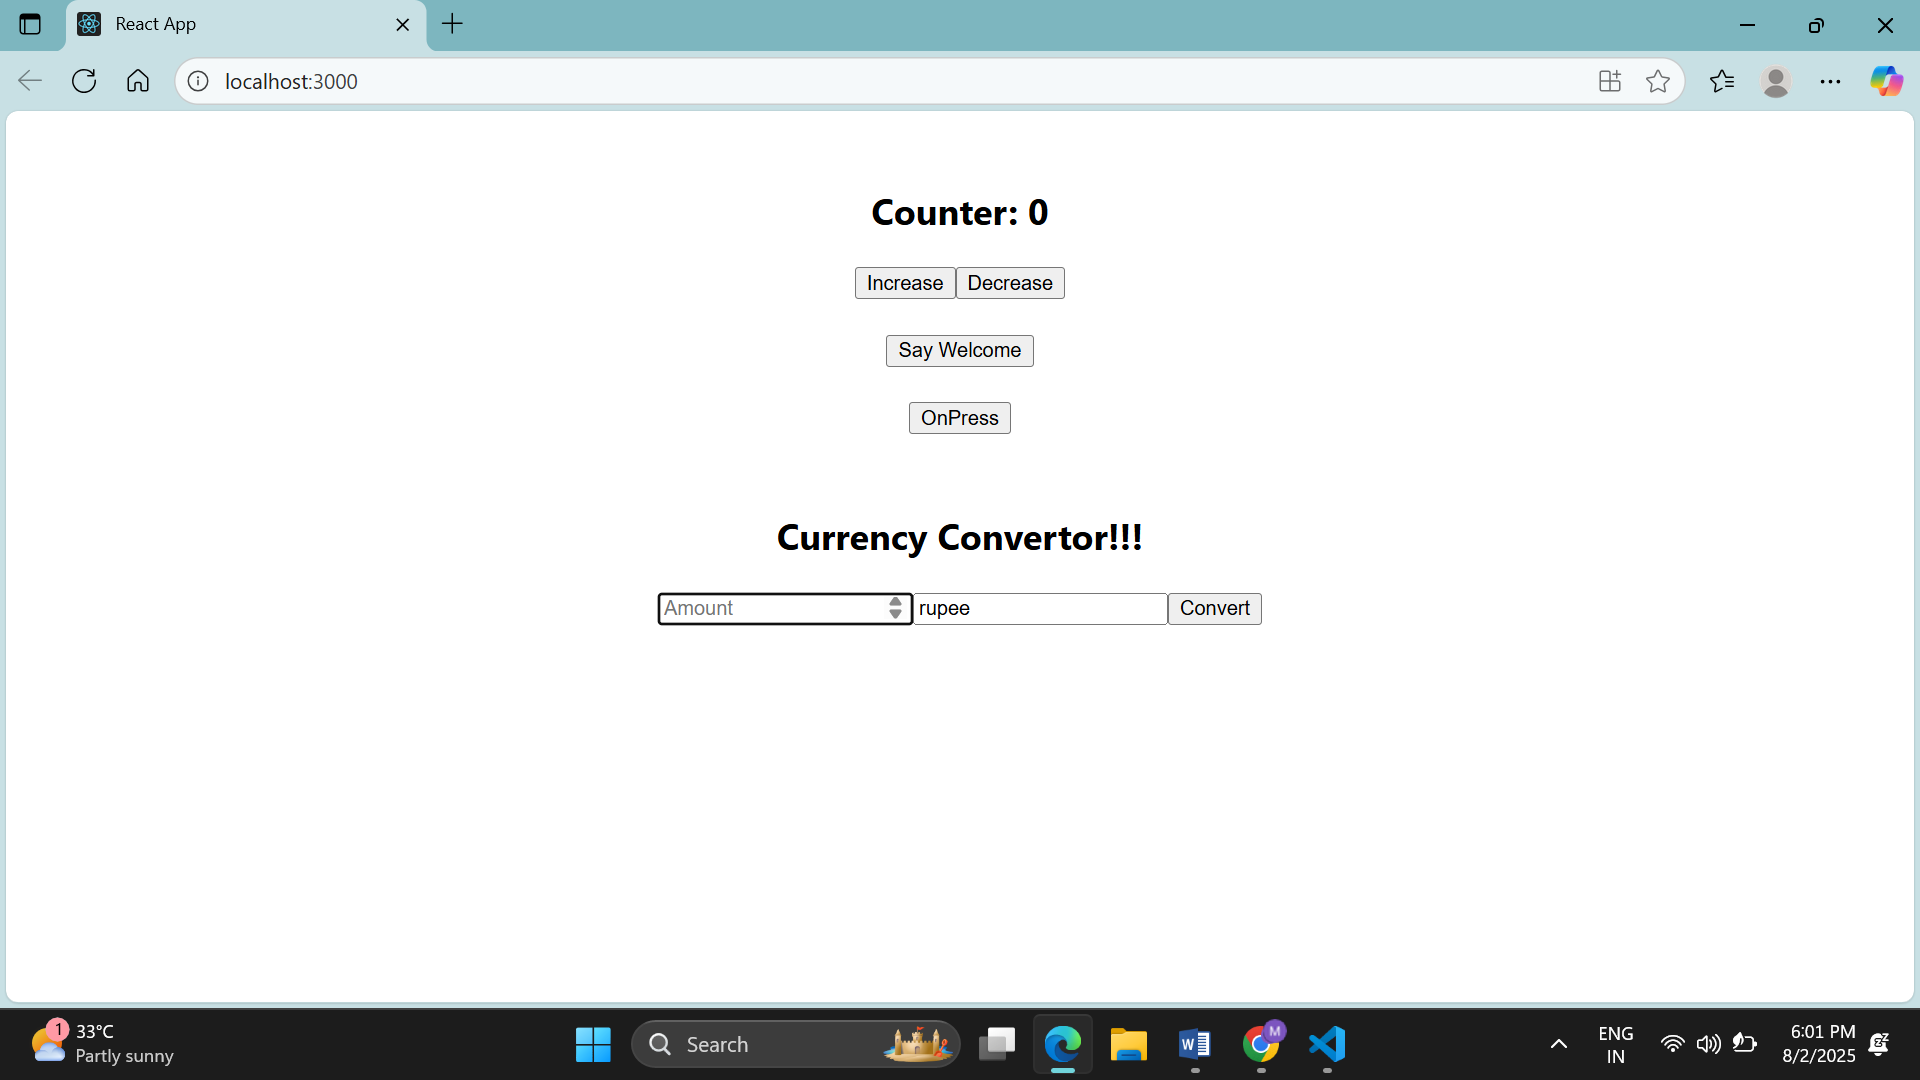 React App
localhost:3000
Counter: 0
Increase Decrease
Say Welcome
OnPress
Currency Convertor!!!
Amount rupee Convert
1 33°C
Partly sunny
Search
W
M
ENG
IN
6:01 PM
8/2/2025